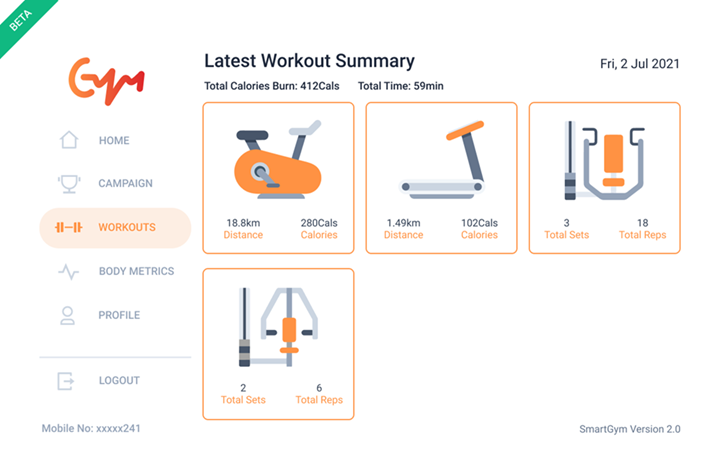 BETA
Gym
Latest Workout Summary
Fri, 2 Jul 2021
Total Calories Burn: 412Cals Total Time: 59min
HOME
CAMPAIGN
WORKOUTS
BODY METRICS
PROFILE
LOGOUT
Mobile No: xxxxx241
18.8km 280Cals
Distance Calories
1.49km 102Cals
Distance Calories
3 18
Total Sets Total Reps
2 6
Total Sets Total Reps
SmartGym Version 2.0